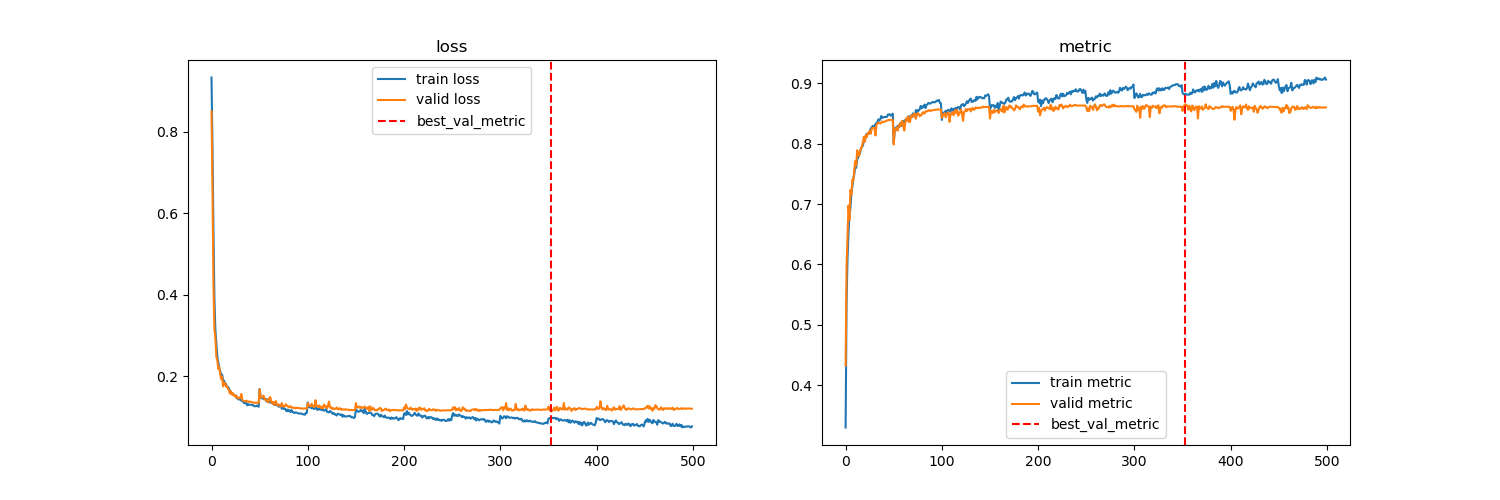 loss
train loss
valid loss
best_val_metric
0.8
0.6
0.4
0.2
0 100 200 300 400 500
metric
0.9
0.8
0.7
0.6
0.5
0.4
train metric
valid metric
best_val_metric
0 100 200 300 400 500